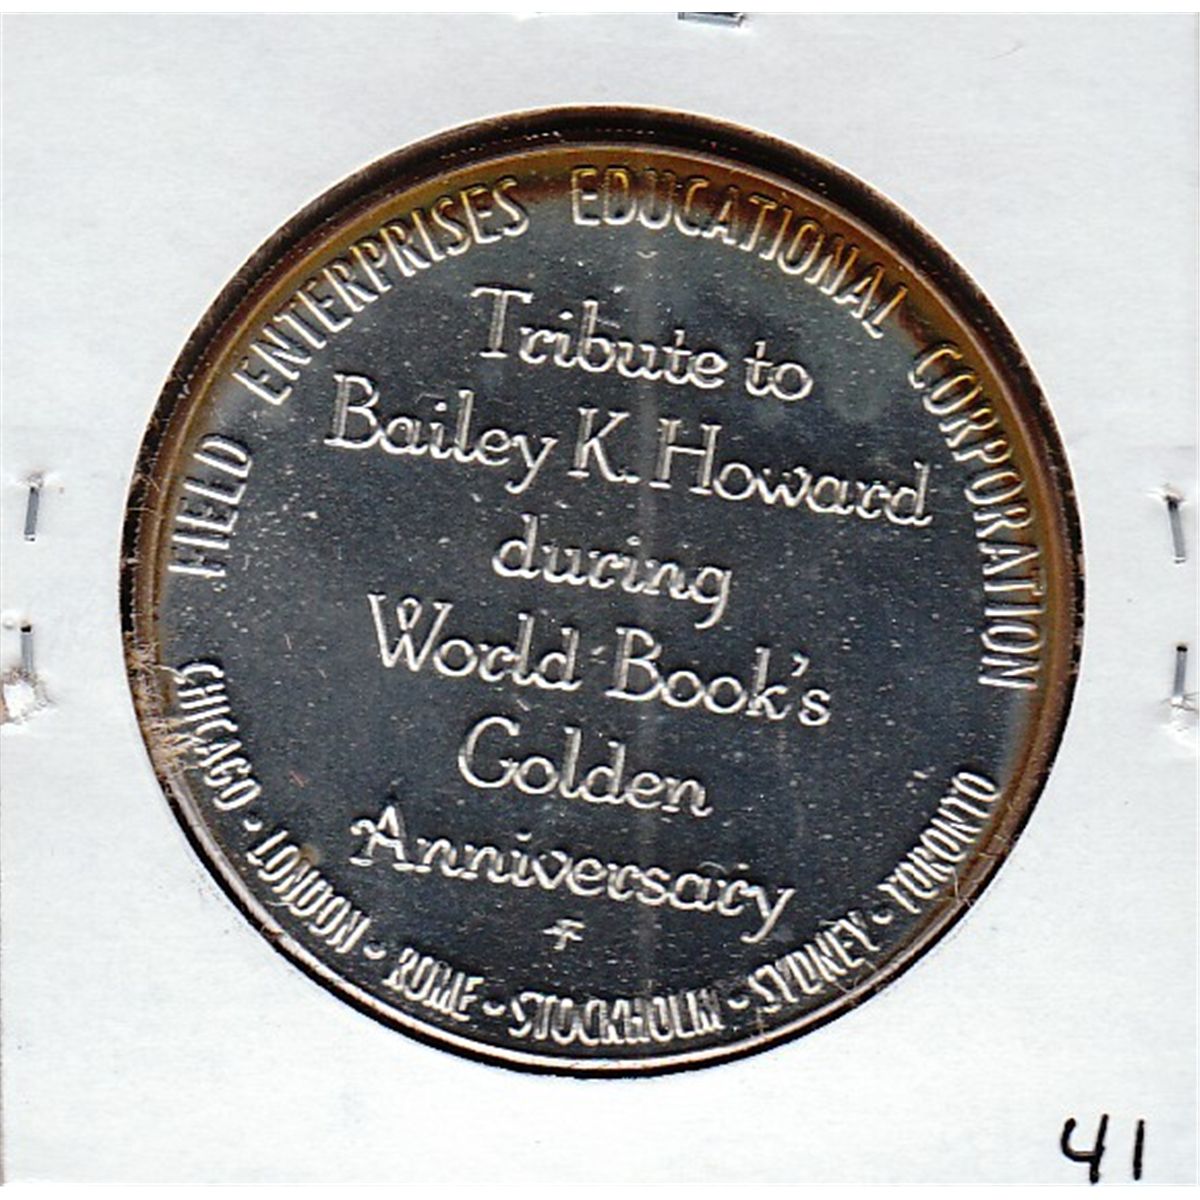 FIELD ENTERPRISES EDUCATIONAL CORPORATION
Tribute to
Bailey K. Howard
during
World Book's
Golden
Anniversary
CHICAGO - LONDON - ROME - STOCKHOLM - SYDNEY - TORONTO
41